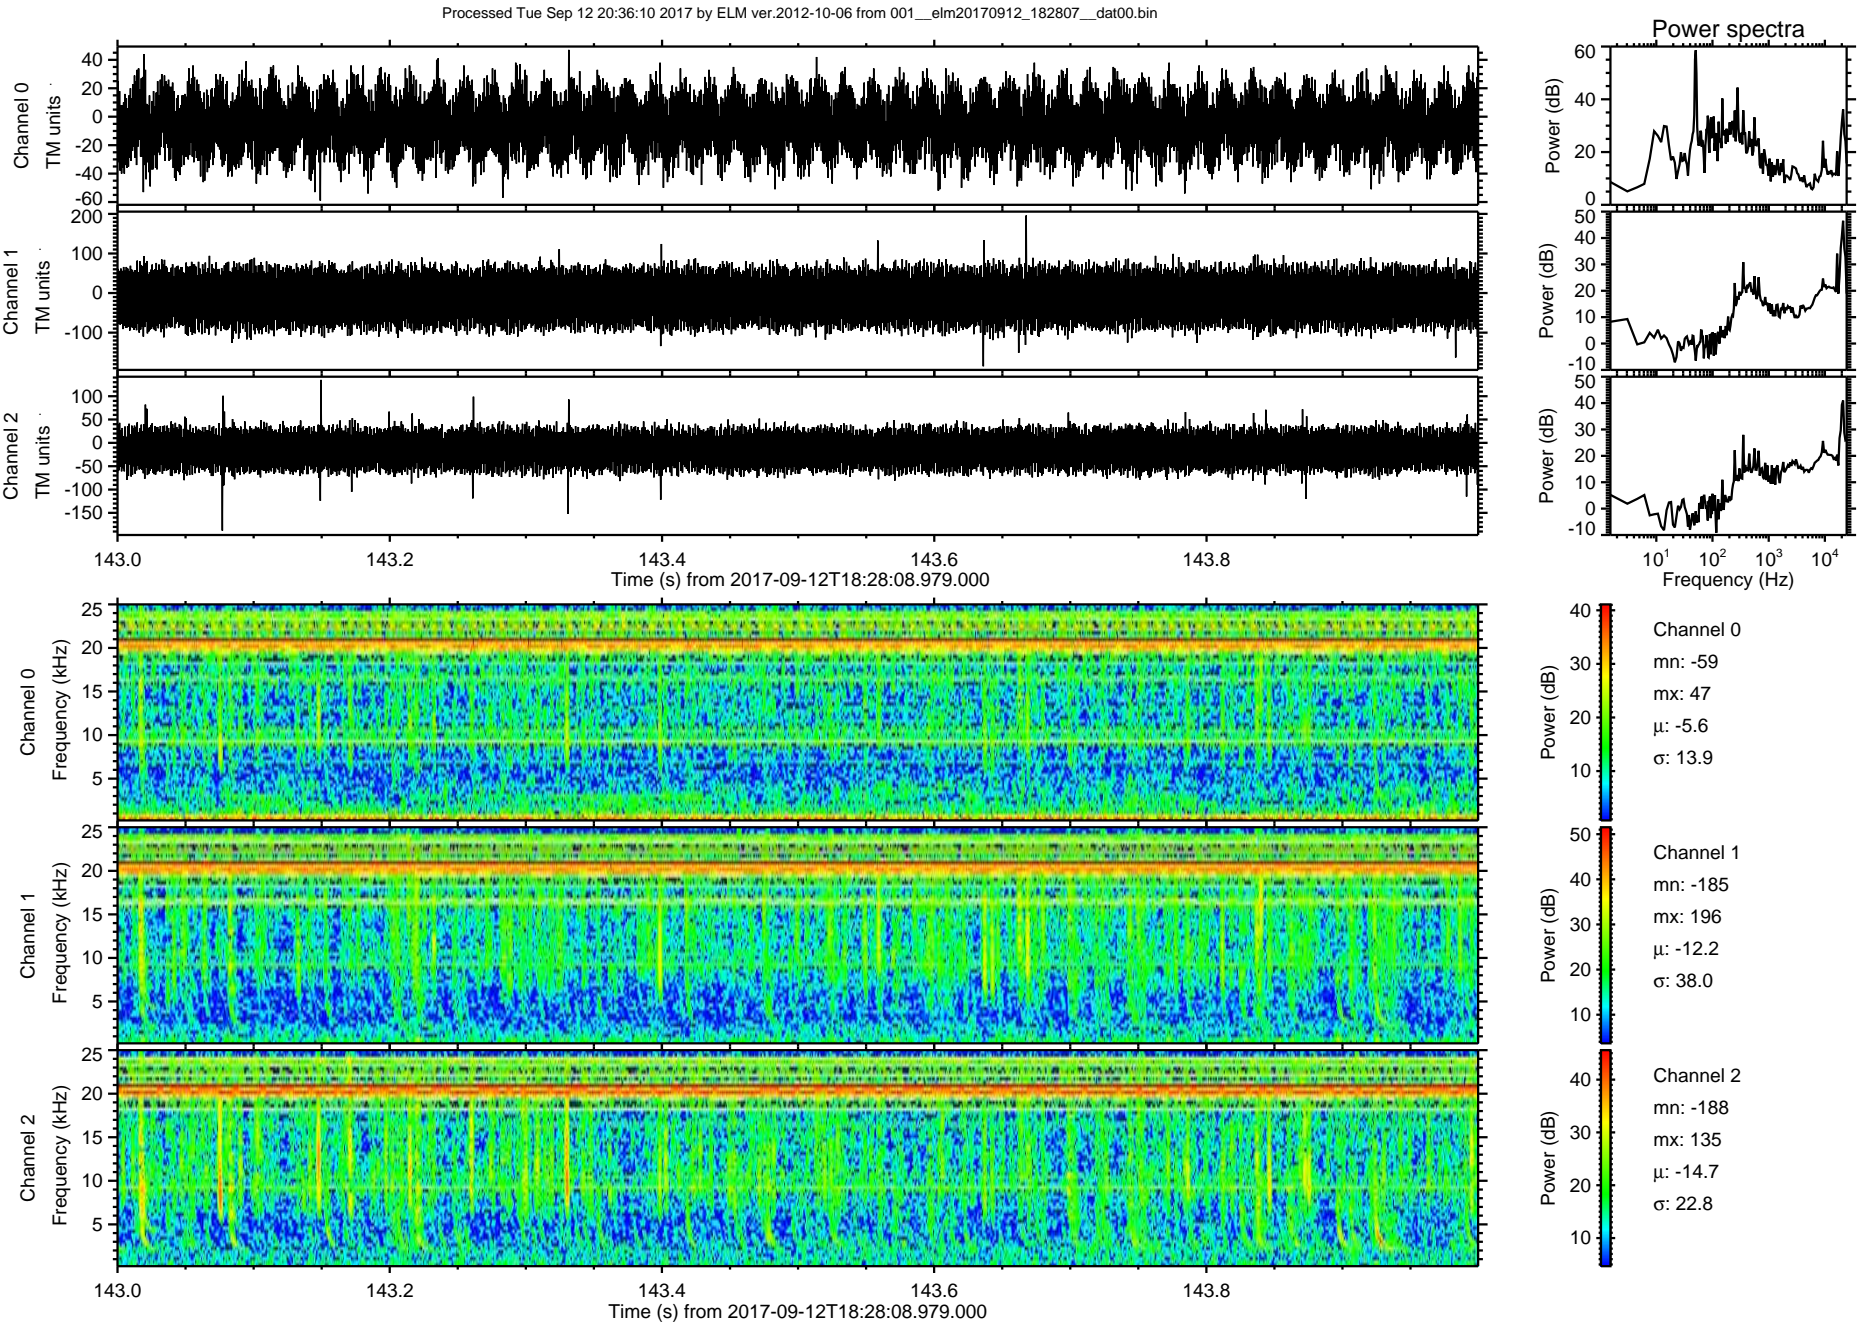 Processed Tue Sep 12 20:36:10 2017 by ELM ver.2012-10-06 from 001__elm20170912_182807__dat00.bin
Power spectra
Channel 0
TM units
40
20
0
-20
-40
-60
Power (dB)
60
40
20
0
Channel 1
TM units
200
100
0
-100
Power (dB)
50
40
30
20
10
0
-10
Channel 2
TM units
100
50
0
-50
-100
-150
Power (dB)
50
40
30
20
10
0
-10
143.0 143.2 143.4 143.6 143.8
Time (s) from 2017-09-12T18:28:08.979.000
10¹ 10² 10³ 10⁴
Frequency (Hz)
Channel 0
Frequency (kHz)
25
20
15
10
5
Power (dB)
40
30
20
10
Channel 0
mn: -59
mx: 47
μ: -5.6
σ: 13.9
Channel 1
Frequency (kHz)
25
20
15
10
5
Power (dB)
50
40
30
20
10
Channel 1
mn: -185
mx: 196
μ: -12.2
σ: 38.0
Channel 2
Frequency (kHz)
25
20
15
10
5
Power (dB)
40
30
20
10
Channel 2
mn: -188
mx: 135
μ: -14.7
σ: 22.8
143.0 143.2 143.4 143.6 143.8
Time (s) from 2017-09-12T18:28:08.979.000